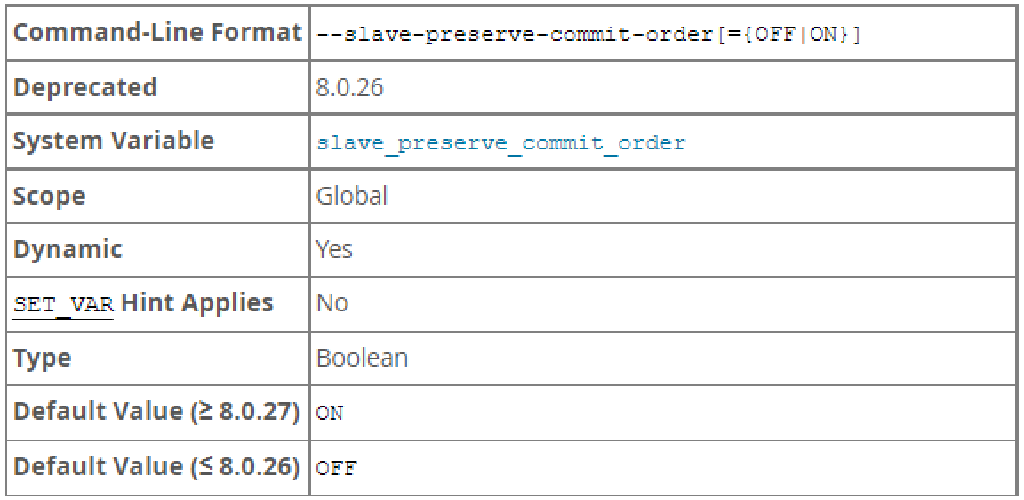 Command-Line Format --slave-preserve-commit-order[={OFF|ON}]
Deprecated 8.0.26
System Variable slave_preserve_commit_order
Scope Global
Dynamic Yes
SET_VAR Hint Applies No
Type Boolean
Default Value (≥ 8.0.27) ON
Default Value (≤ 8.0.26) OFF